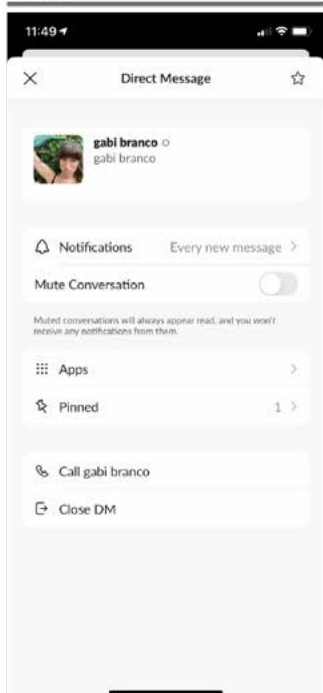 11:49
Direct Message
gabi branco
gabi branco
Notifications Every new message
Mute Conversation
Muted conversations will always appear read, and you won't
receive any notifications from them.
Apps
Pinned 1
Call gabi branco
Close DM